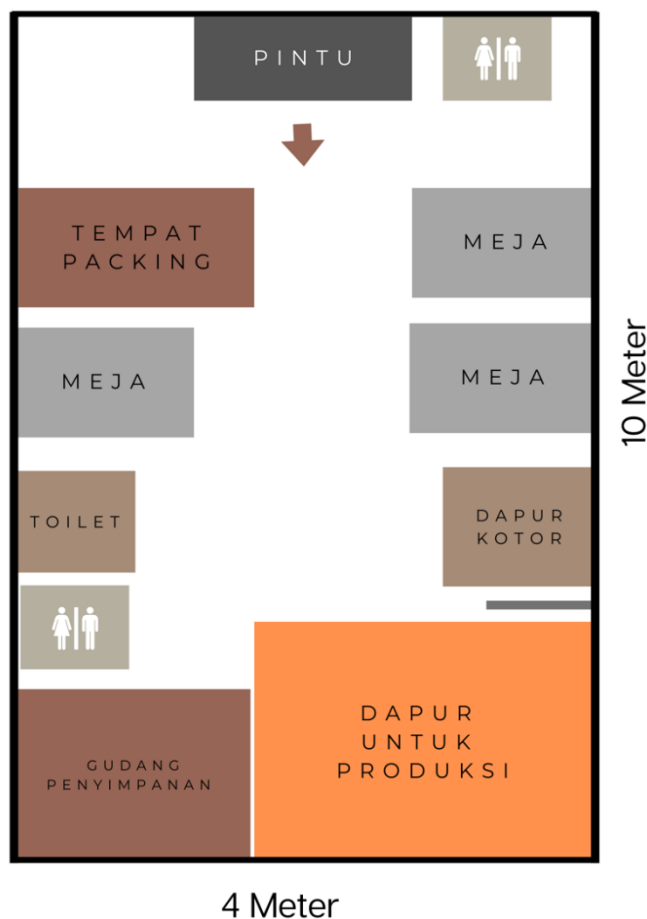 PINTU
TEMPAT
PACKING
MEJA
MEJA
MEJA
TOILET
DAPUR
KOTOR
GUDANG
PENYIMPANAN
DAPUR
UNTUK
PRODUKSI
10 Meter
4 Meter